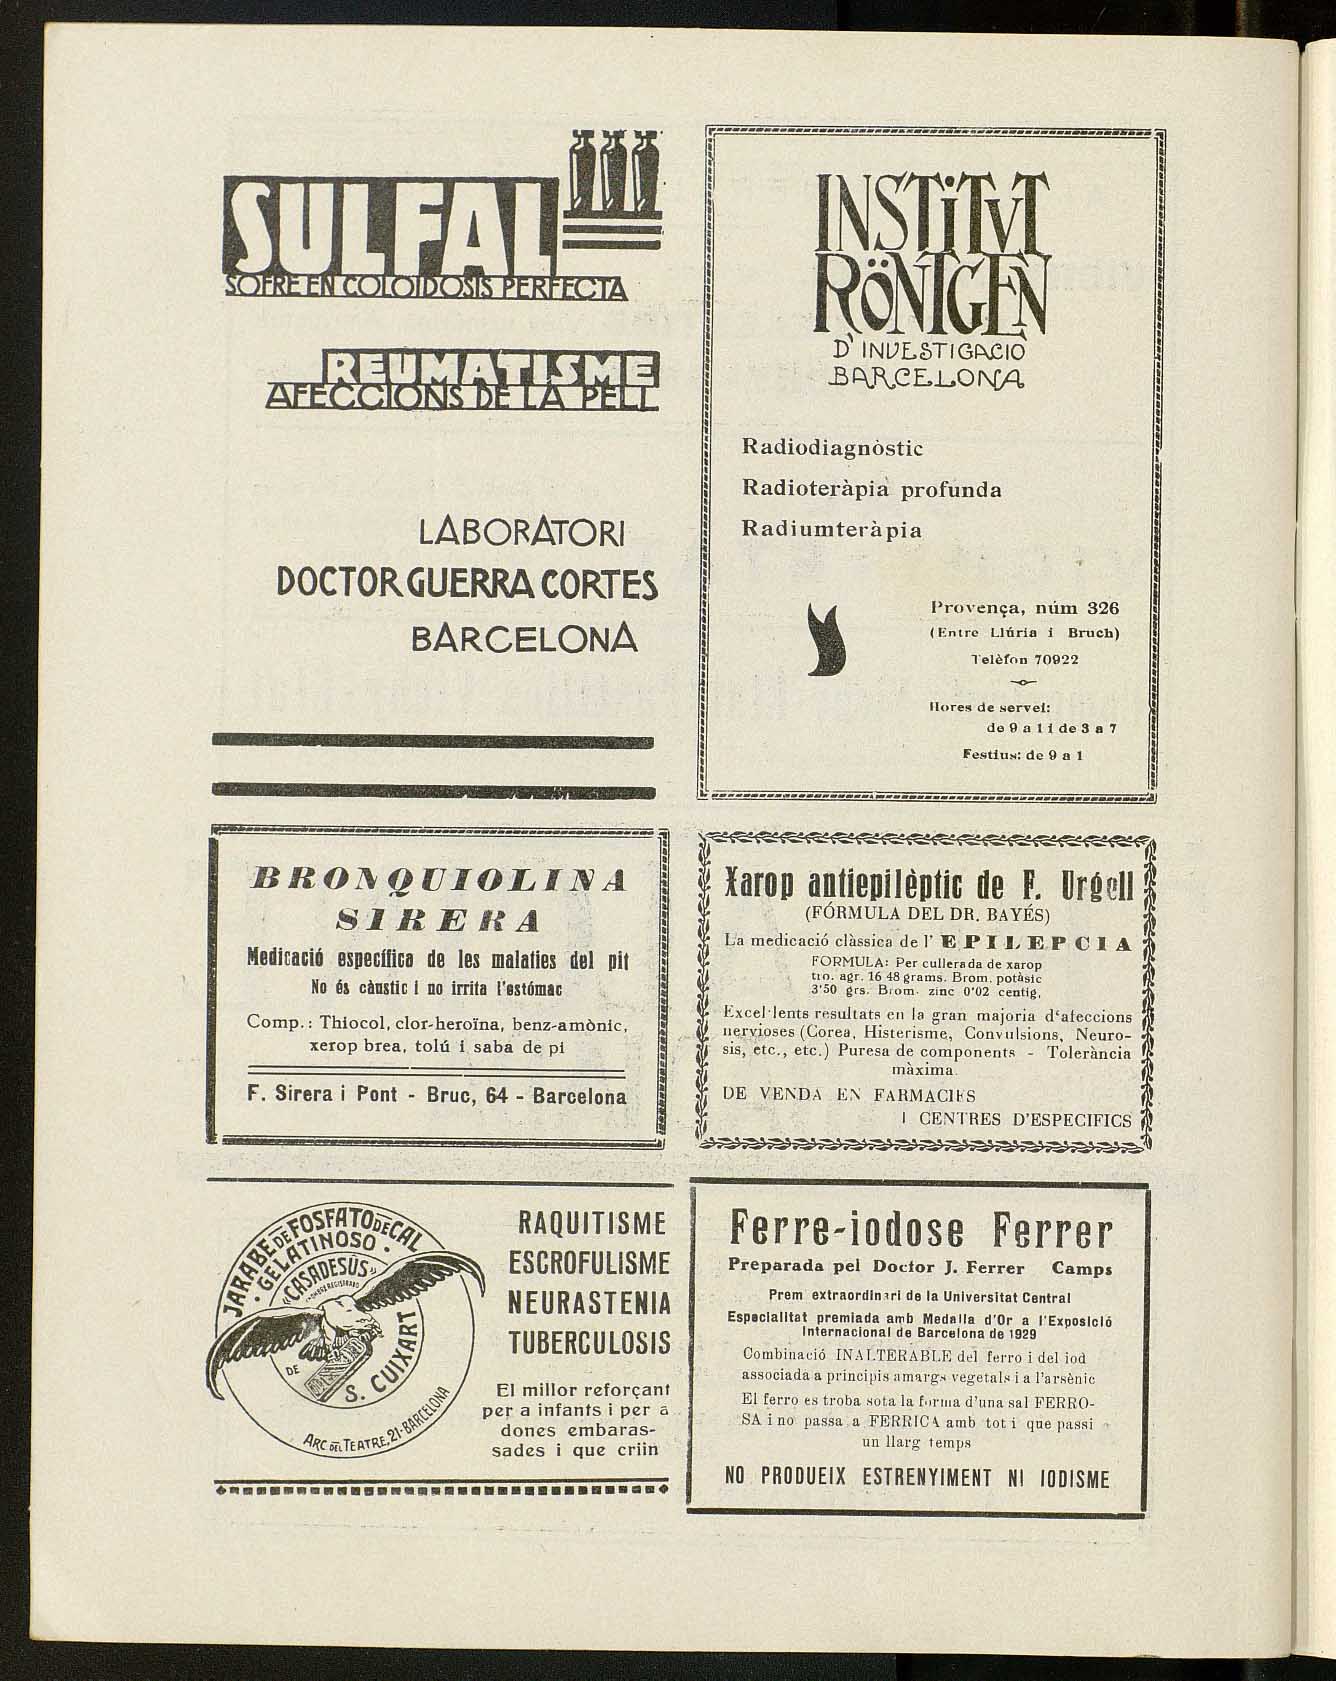 SULFAL
SOFRE EN COLOIDOSIS PERFECTA
REUMATISME
AFECCIONS DE LA PELL
LABORATORI
DOCTOR GUERRA CORTES
BARCELONA
INSTiTVT
RÖNTGEN
D'INVESTIGACIÓ
BARCELONA
Radiodiagnòstic
Radioteràpia profunda
Radiumteràpia
Provença, núm 326
(Entre Llúria i Bruch)
Telèfon 70922
Hores de servei:
de 9 a 1 i de 3 a 7
Festius: de 9 a 1
BRONQUIOLINA
SIRERA
Medicació específica de les malaties del pit
No és càustic i no irrita l'estómac
Comp.: Thiocol, clor-heroïna, benz-amònic,
xerop brea, tolú i saba de pi
F. Sirera i Pont - Bruc, 64 - Barcelona
Xarop antiepilèptic de F. Urgell
(FÓRMULA DEL DR. BAYÉS)
La medicació clàssica de l' EPILEPCIA
FORMULA: Per cullerada de xarop
tro. agr. 16 48 grams. Brom. potàsic
3'50 grs. Brom. zinc 0'02 centig,
Excel·lents resultats en la gran majoria d'afeccions
nervioses (Corea, Histerisme, Convulsions, Neuro-
sis, etc., etc.) Puresa de components - Tolerància
màxima.
DE VENDA EN FARMACIES
I CENTRES D'ESPECIFICS
JARABE DE FOSFATO DE CAL
· GELATINOSO ·
"CASADESÚS"
NOMBRE REGISTRADO
DE
S. CUIXART
ARC DEL TEATRE, 21-BARCELONA
RAQUITISME
ESCROFULISME
NEURASTENIA
TUBERCULOSIS
El millor reforçant
per a infants i per a
dones embaras-
sades i que criin
Ferre-iodose Ferrer
Preparada pel Doctor J. Ferrer Camps
Prem extraordinari de la Universitat Central
Especialitat premiada amb Medalla d'Or a l'Exposició
Internacional de Barcelona de 1929
Combinació INALTERABLE del ferro i del iod
associada a principis amargs vegetals i a l'arsènic
El ferro es troba sota la forma d'una sal FERRO-
SA i no passa a FERRICA amb tot i que passi
un llarg temps
NO PRODUEIX ESTRENYIMENT NI IODISME